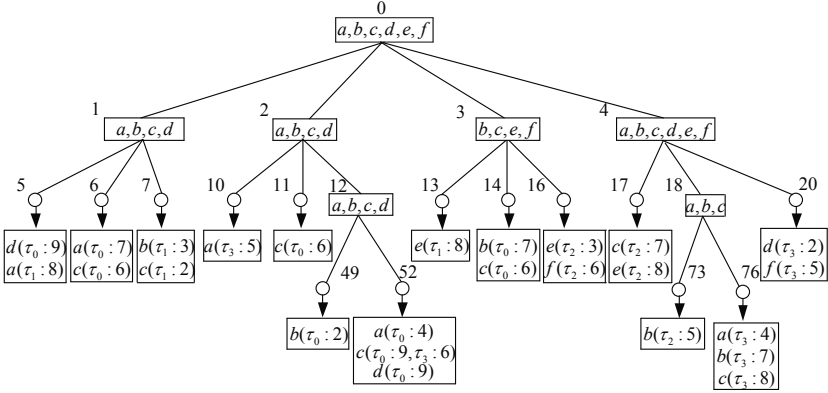 0
a,b,c,d,e,f
1
a,b,c,d
2
a,b,c,d
3
b,c,e,f
4
a,b,c,d,e,f
5
6
7
10
11
12
a,b,c,d
13
14
16
17
18
a,b,c
20
d(τ₀:9)
a(τ₁:8)
a(τ₀:7)
c(τ₀:6)
b(τ₁:3)
c(τ₁:2)
a(τ₃:5)
c(τ₀:6)
e(τ₁:8)
b(τ₀:7)
c(τ₀:6)
e(τ₂:3)
f(τ₂:6)
c(τ₂:7)
e(τ₂:8)
d(τ₃:2)
f(τ₃:5)
49
52
73
76
b(τ₀:2)
a(τ₀:4)
c(τ₀:9,τ₃:6)
d(τ₀:9)
b(τ₂:5)
a(τ₃:4)
b(τ₃:7)
c(τ₃:8)